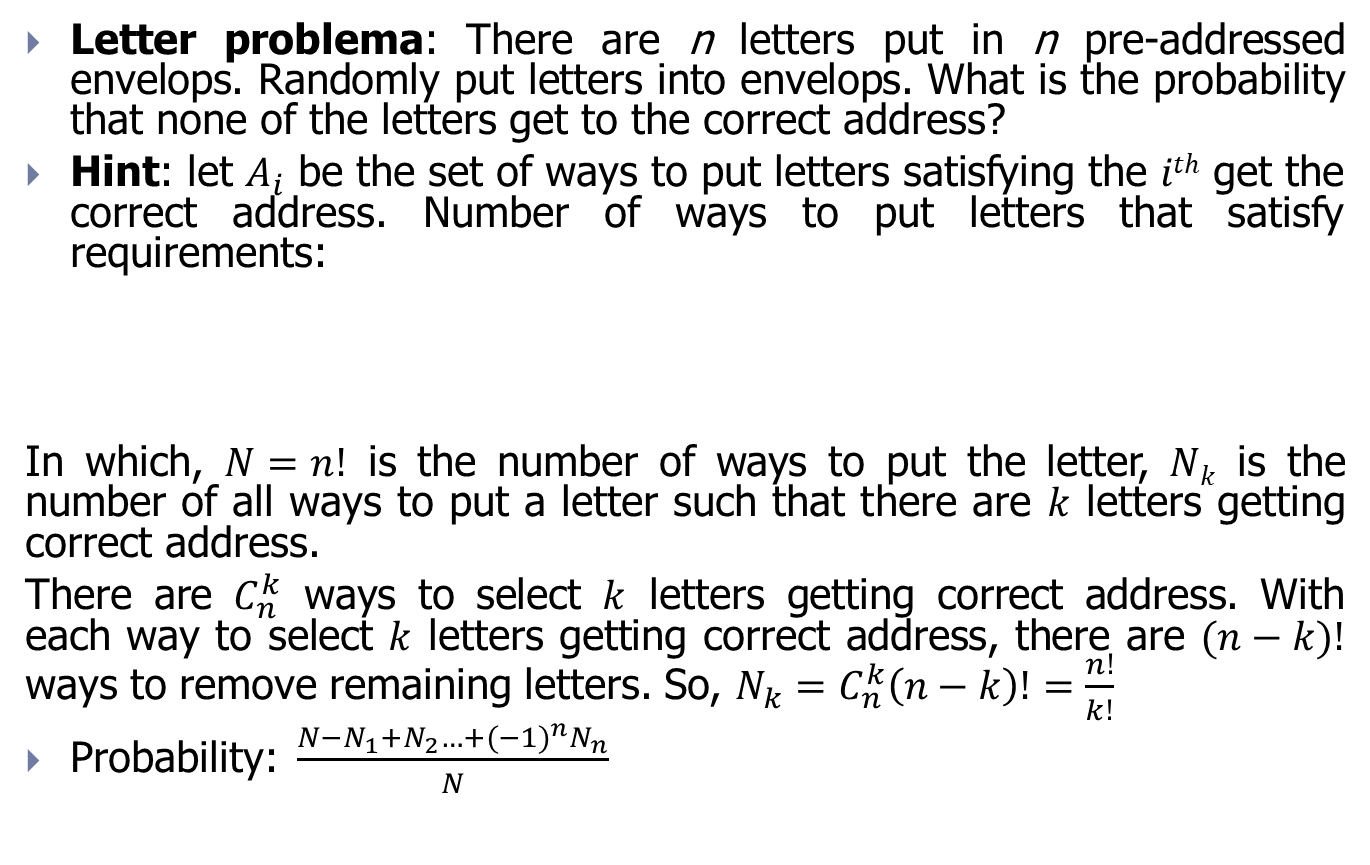 Letter problema: There are n letters put in n pre-addressed
envelops. Randomly put letters into envelops. What is the probability
that none of the letters get to the correct address?
Hint: let A_i be the set of ways to put letters satisfying the i^th get the
correct address. Number of ways to put letters that satisfy
requirements:
In which, N = n! is the number of ways to put the letter, N_k is the
number of all ways to put a letter such that there are k letters getting
correct address.
There are C_n^k ways to select k letters getting correct address. With
each way to select k letters getting correct address, there are (n − k)!
ways to remove remaining letters. So, N_k = C_n^k(n − k)! = n!/k!
Probability: (N−N_1+N_2…+(−1)^n N_n)/N